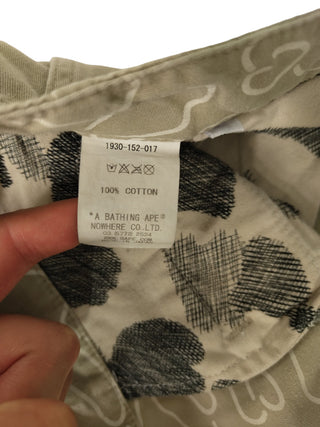 1930-152-017
100% COTTON
*A BATHING APE®
NOWHERE CO.LTD.